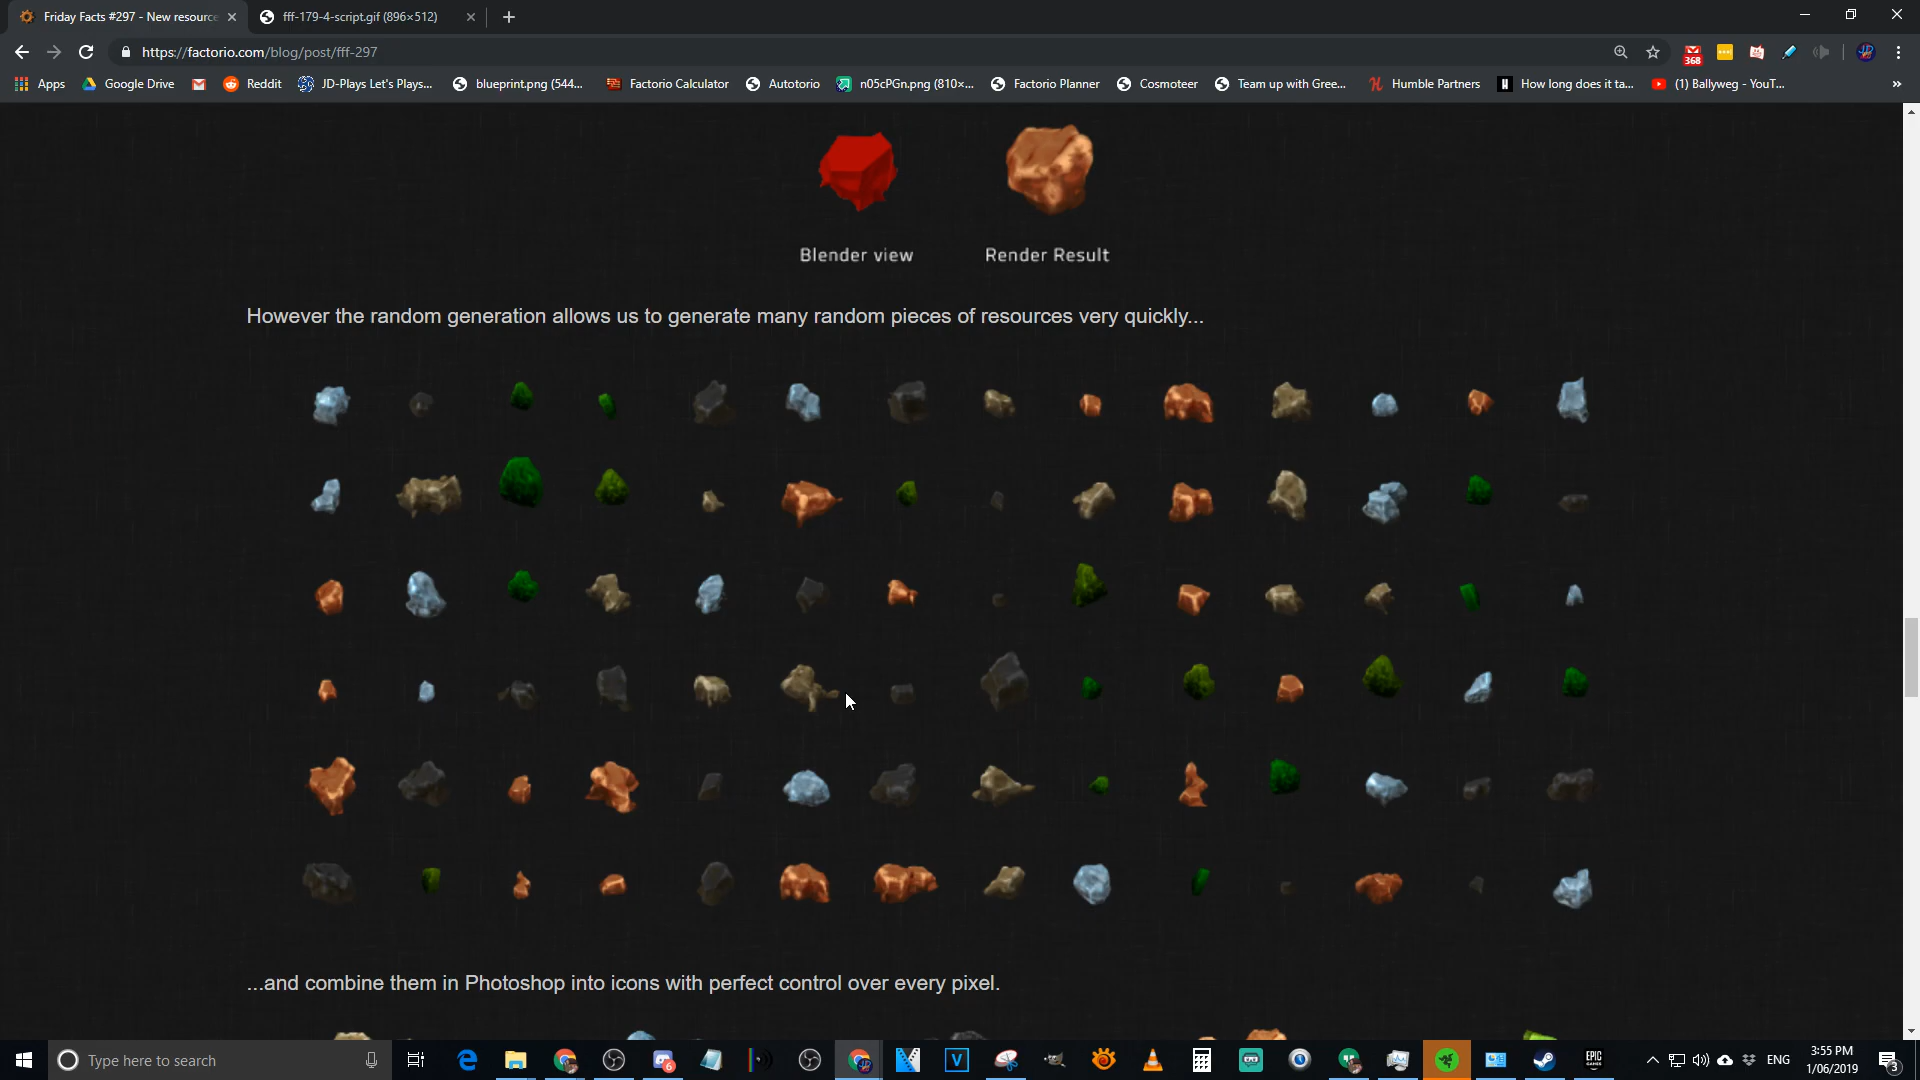 Friday Facts #297 - New resource
fff-179-4-script.gif (896×512)
https://factorio.com/blog/post/fff-297
368
Apps
Google Drive
Reddit
JD-Plays Let's Plays...
blueprint.png (544...
Factorio Calculator
Autotorio
n05cPGn.png (810×...
Factorio Planner
Cosmoteer
Team up with Gree...
Humble Partners
How long does it ta...
(1) Ballyweg - YouT...
»
Blender view
Render Result
However the random generation allows us to generate many random pieces of resources very quickly...
...and combine them in Photoshop into icons with perfect control over every pixel.
Type here to search
6
V
EPIC
ENG
3:55 PM
1/06/2019
3